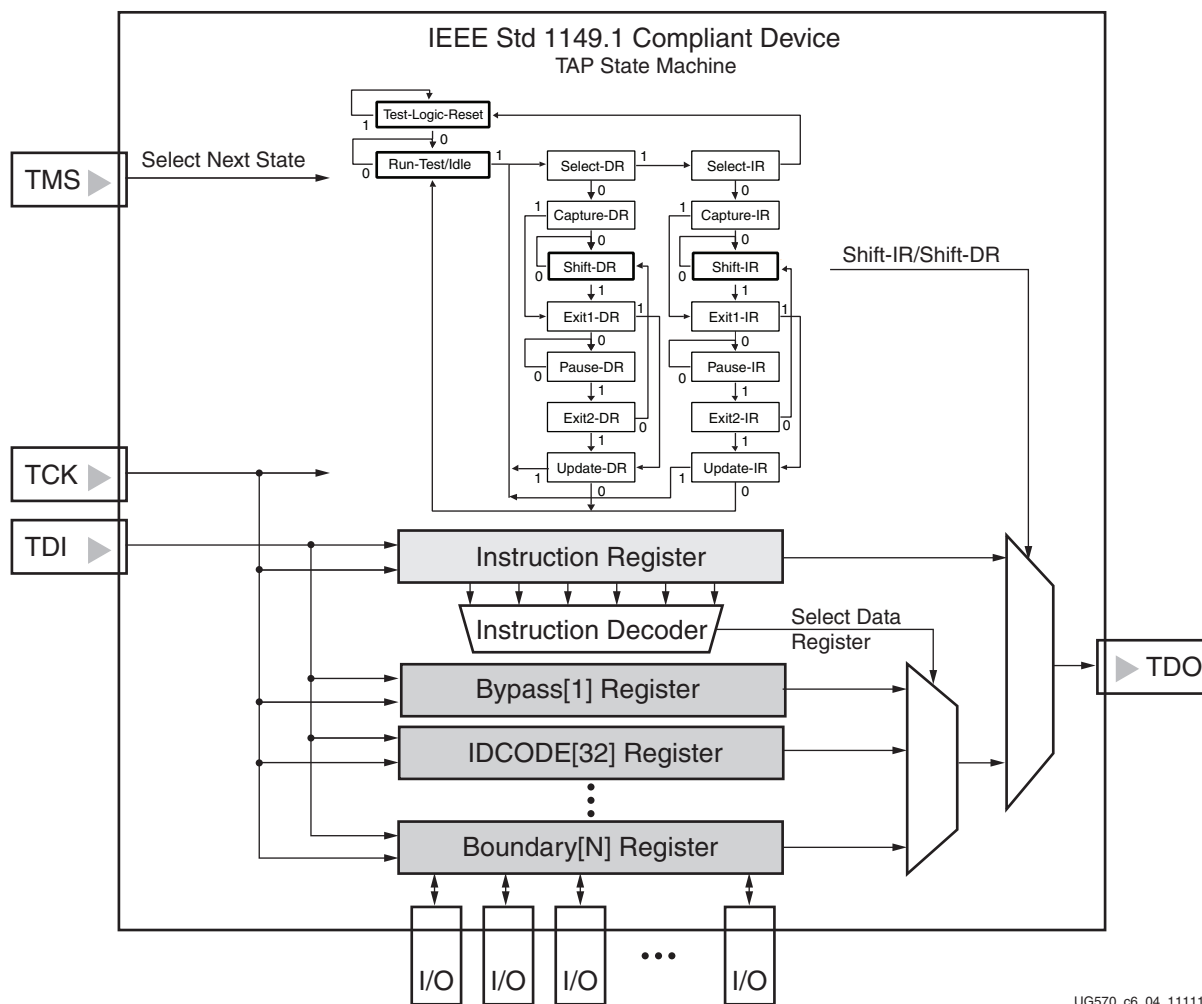 IEEE Std 1149.1 Compliant Device
TAP State Machine
Test-Logic-Reset
1
0
TMS
Select Next State
0
Run-Test/Idle
1
Select-DR
1
Select-IR
0
0
1
Capture-DR
1
Capture-IR
0
0
Shift-DR
Shift-IR
Shift-IR/Shift-DR
0
0
1
1
Exit1-DR
1
Exit1-IR
1
0
0
Pause-DR
Pause-IR
0
0
1
1
Exit2-DR
Exit2-IR
0
0
1
1
TCK
Update-DR
Update-IR
1
0
1
0
TDI
Instruction Register
Instruction Decoder
Select Data
Register
TDO
Bypass[1] Register
IDCODE[32] Register
Boundary[N] Register
I/O
I/O
I/O
I/O